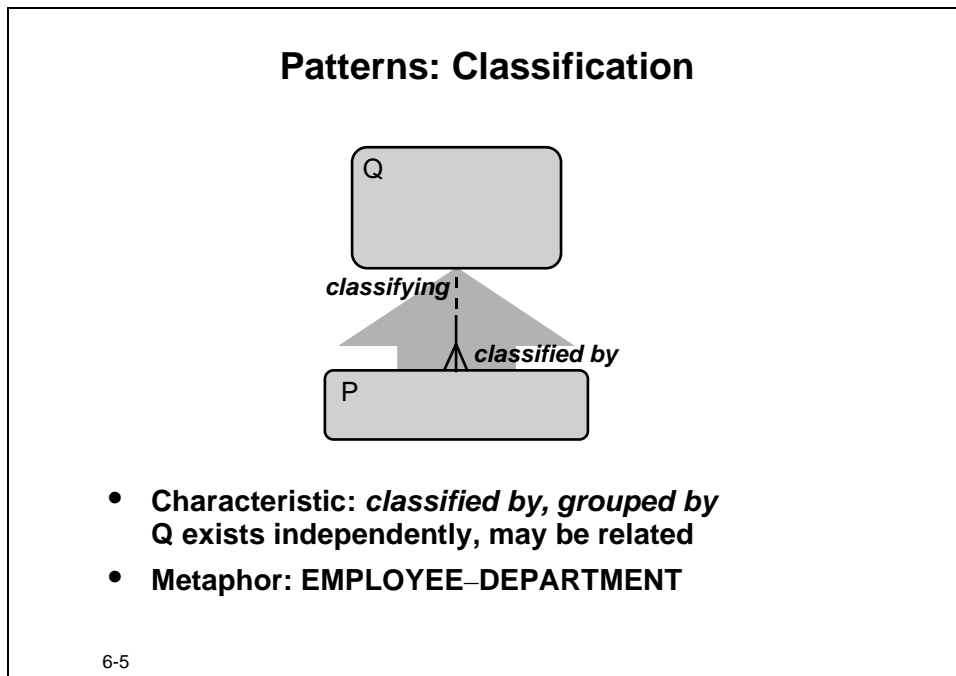 Patterns: Classification
Q
classifying
classified by
P
• Characteristic: classified by, grouped by
Q exists independently, may be related
• Metaphor: EMPLOYEE–DEPARTMENT
6-5